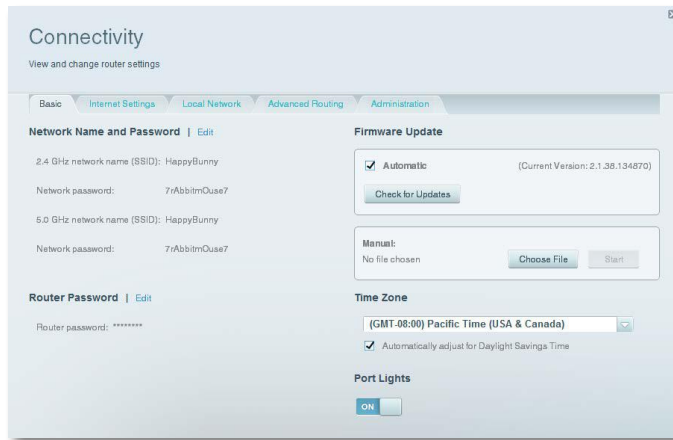 Connectivity
View and change router settings
Basic
Internet Settings
Local Network
Advanced Routing
Administration
Network Name and Password | Edit
2.4 GHz network name (SSID): HappyBunny
Network password: 7rAbbitmOuse7
5.0 GHz network name (SSID): HappyBunny
Network password: 7rAbbitmOuse7
Router Password | Edit
Router password: ********
Firmware Update
Automatic
(Current Version: 2.1.38.134870)
Check for Updates
Manual:
No file chosen
Choose File
Start
Time Zone
(GMT-08:00) Pacific Time (USA & Canada)
Automatically adjust for Daylight Savings Time
Port Lights
ON